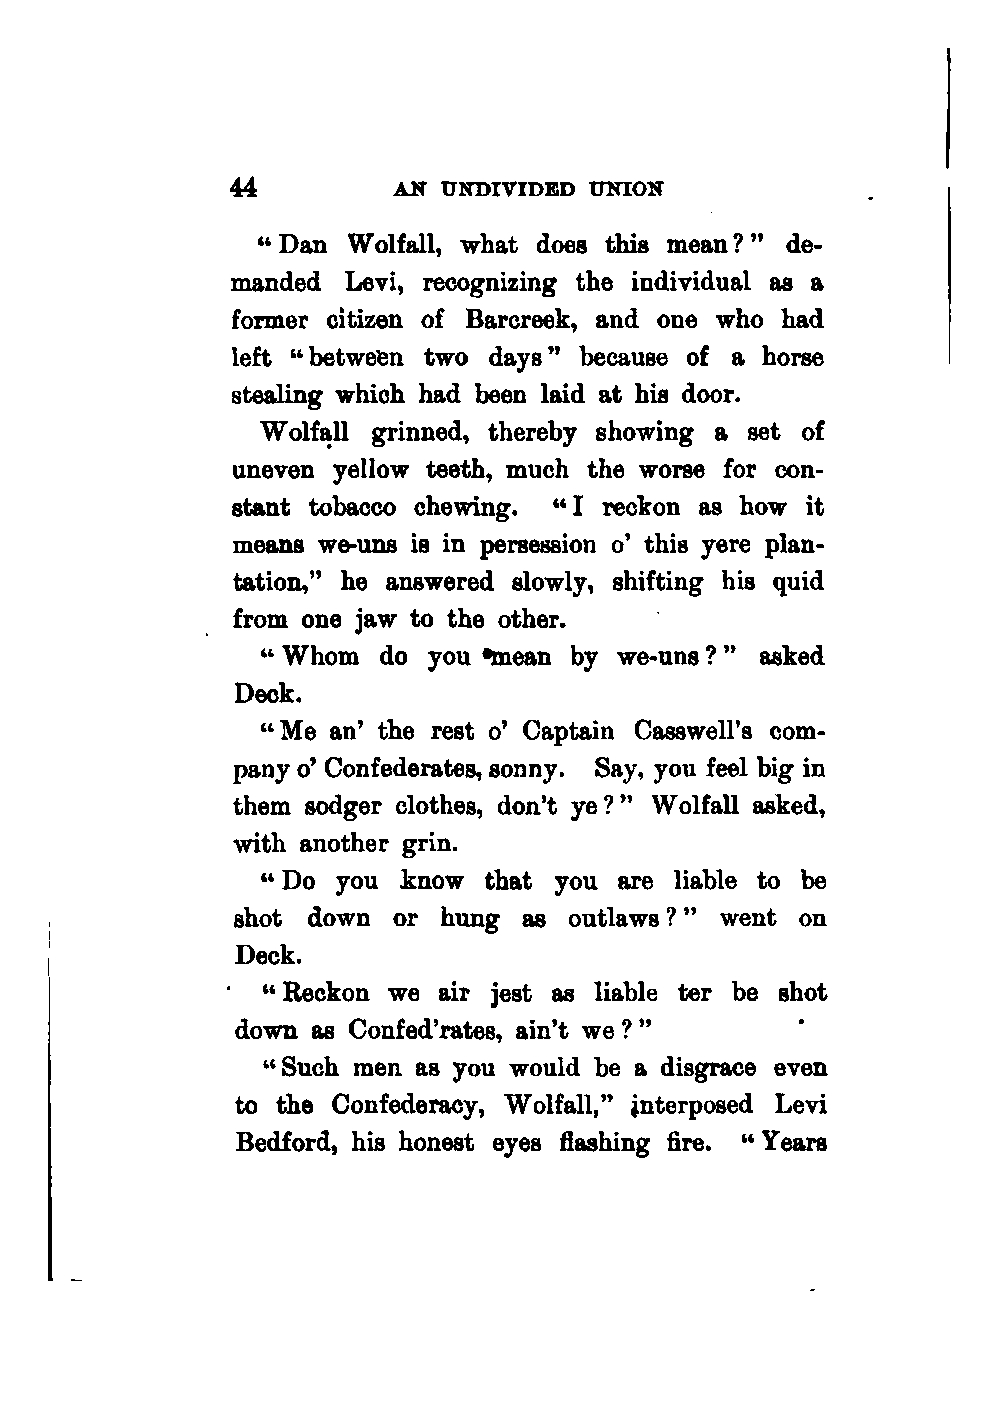 44 AN UNDIVIDED UNION
“Dan Wolfall, what does this mean?” de-
manded Levi, recognizing the individual as a
former citizen of Barcreek, and one who had
left “between two days” because of a horse
stealing which had been laid at his door.
Wolfall grinned, thereby showing a set of
uneven yellow teeth, much the worse for con-
stant tobacco chewing. “I reckon as how it
means we-uns is in persession o’ this yere plan-
tation,” he answered slowly, shifting his quid
from one jaw to the other.
“Whom do you mean by we-uns?” asked
Deck.
“Me an’ the rest o’ Captain Casswell’s com-
pany o’ Confederates, sonny. Say, you feel big in
them sodger clothes, don’t ye?” Wolfall asked,
with another grin.
“Do you know that you are liable to be
shot down or hung as outlaws?” went on
Deck.
“Reckon we air jest as liable ter be shot
down as Confed’rates, ain’t we?”
“Such men as you would be a disgrace even
to the Confederacy, Wolfall,” interposed Levi
Bedford, his honest eyes flashing fire. “Years